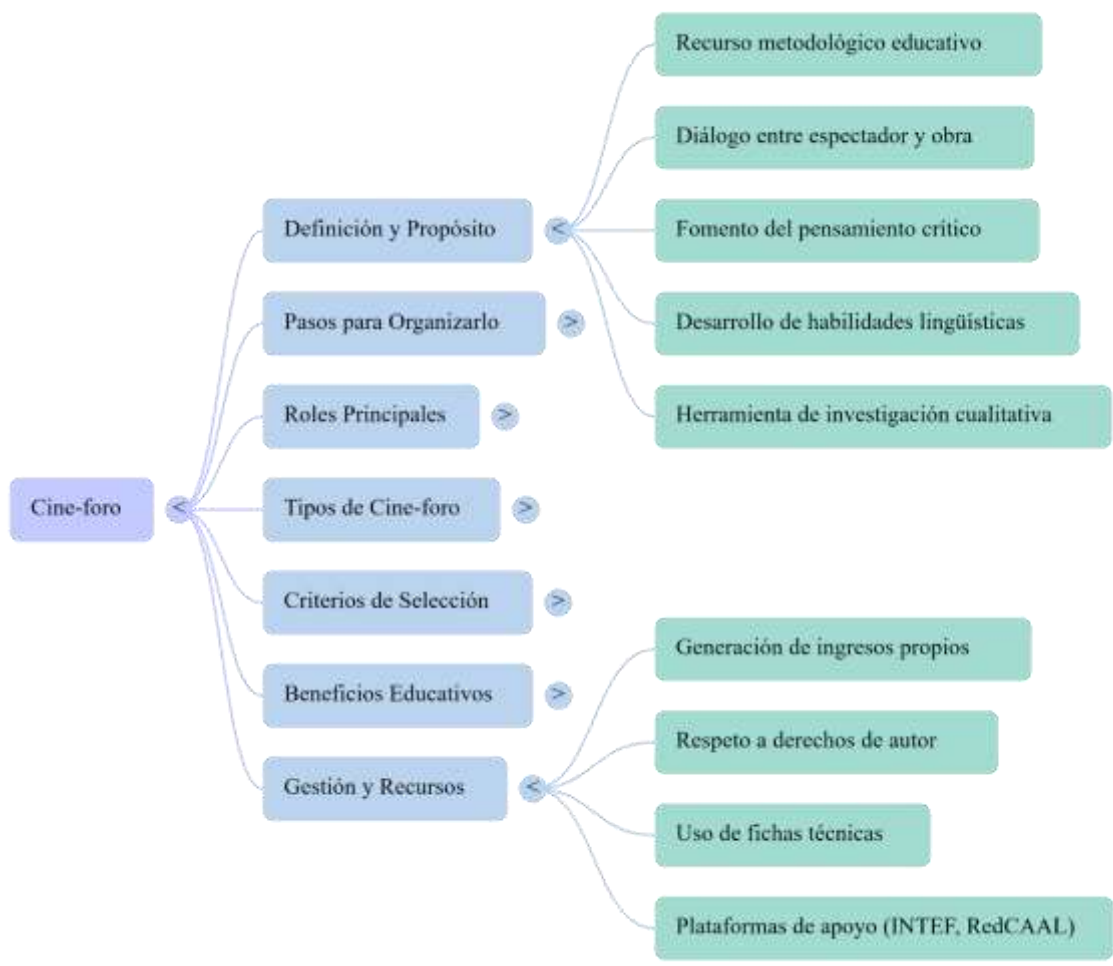 Cine-foro
<
Definición y Propósito
<
Recurso metodológico educativo
Diálogo entre espectador y obra
Fomento del pensamiento crítico
Desarrollo de habilidades lingüísticas
Herramienta de investigación cualitativa
Pasos para Organizarlo
>
Roles Principales
>
Tipos de Cine-foro
>
Criterios de Selección
>
Beneficios Educativos
>
Gestión y Recursos
<
Generación de ingresos propios
Respeto a derechos de autor
Uso de fichas técnicas
Plataformas de apoyo (INTEF, RedCAAL)